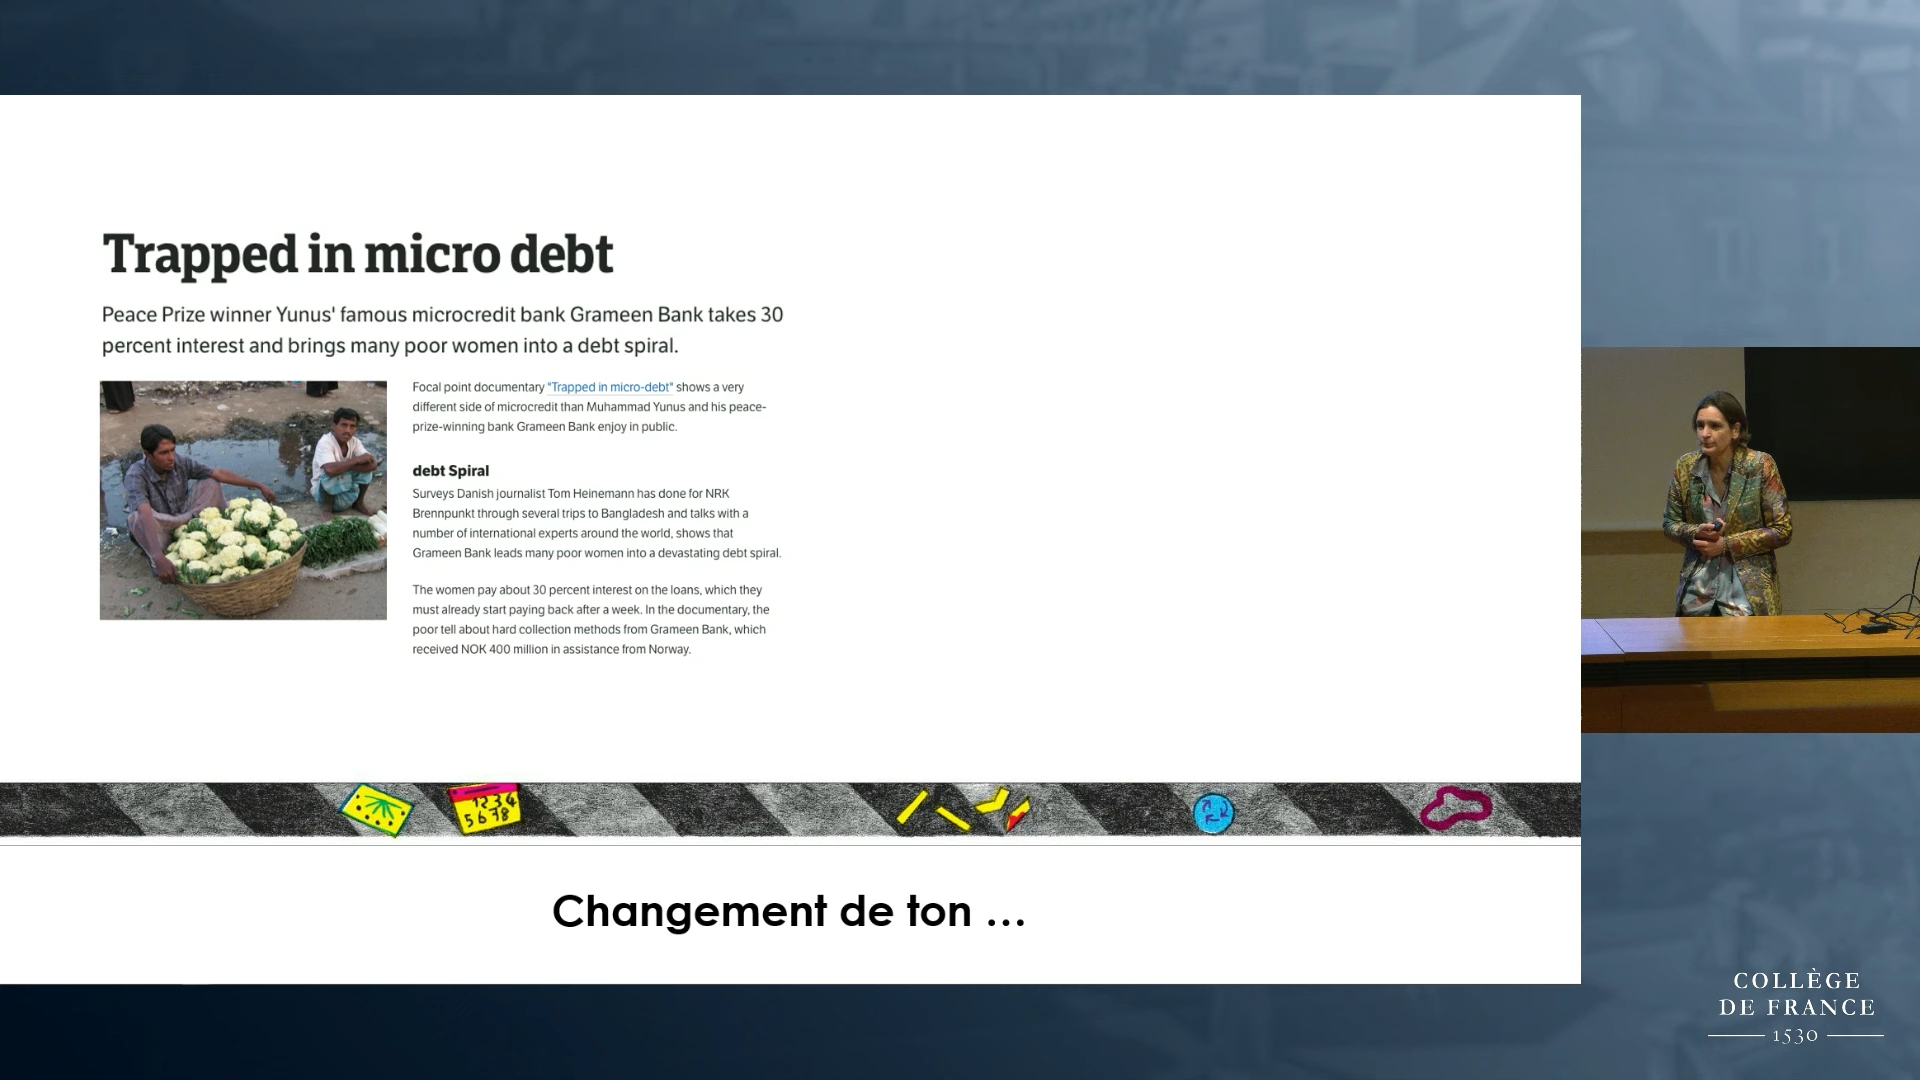 Trapped in micro debt
Peace Prize winner Yunus' famous microcredit bank Grameen Bank takes 30
percent interest and brings many poor women into a debt spiral.
Focal point documentary "Trapped in micro-debt" shows a very
different side of microcredit than Muhammad Yunus and his peace-
prize-winning bank Grameen Bank enjoy in public.
debt Spiral
Surveys Danish journalist Tom Heinemann has done for NRK
Brennpunkt through several trips to Bangladesh and talks with a
number of international experts around the world, shows that
Grameen Bank leads many poor women into a devastating debt spiral.
The women pay about 30 percent interest on the loans, which they
must already start paying back after a week. In the documentary, the
poor tell about hard collection methods from Grameen Bank, which
received NOK 400 million in assistance from Norway.
1234
5678
Changement de ton ...
COLLÈGE
DE FRANCE
1530